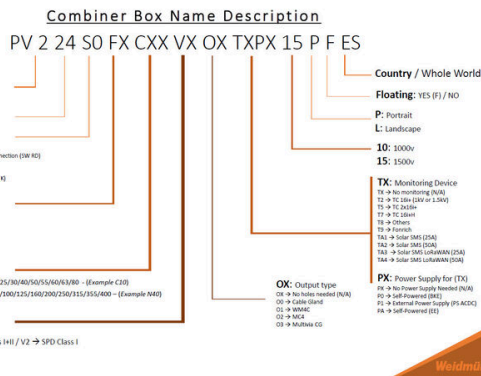 Combiner Box Name Description
PV 2 24 S0 FX CXX VX OX TXPX 15 P F ES
Country / Whole World
Floating: YES (F) / NO
P: Portrait
L: Landscape
10: 1000v
15: 1500v
TX: Monitoring Device
TX → No monitoring (N/A)
T2 → TC 16I+ (1kV or 1.5kV)
T5 → TC 2x16I+
T7 → TC 16I+H
T8 → Others
T9 → Fonrich
TA1 → Solar SMS (25A)
TA2 → Solar SMS (50A)
TA3 → Solar SMS LoRaWAN (25A)
TA4 → Solar SMS LoRaWAN (50A)
PX: Power Supply for (TX)
PX → No Power Supply Needed (N/A)
P0 → Self-Powered (BKE)
P1 → External Power Supply (PS ACDC)
PA → Self-Powered (EE)
OX: Output type
OX → No holes needed (N/A)
O0 → Cable Gland
O1 → WM4C
O2 → MC4
O3 → Multivia CG
nection (SW RD)
K)
25/30/40/50/55/60/63/80 - (Example C10)
/100/125/160/200/250/315/355/400 – (Example N40)
s I+II / V2 → SPD Class I
Weidmü